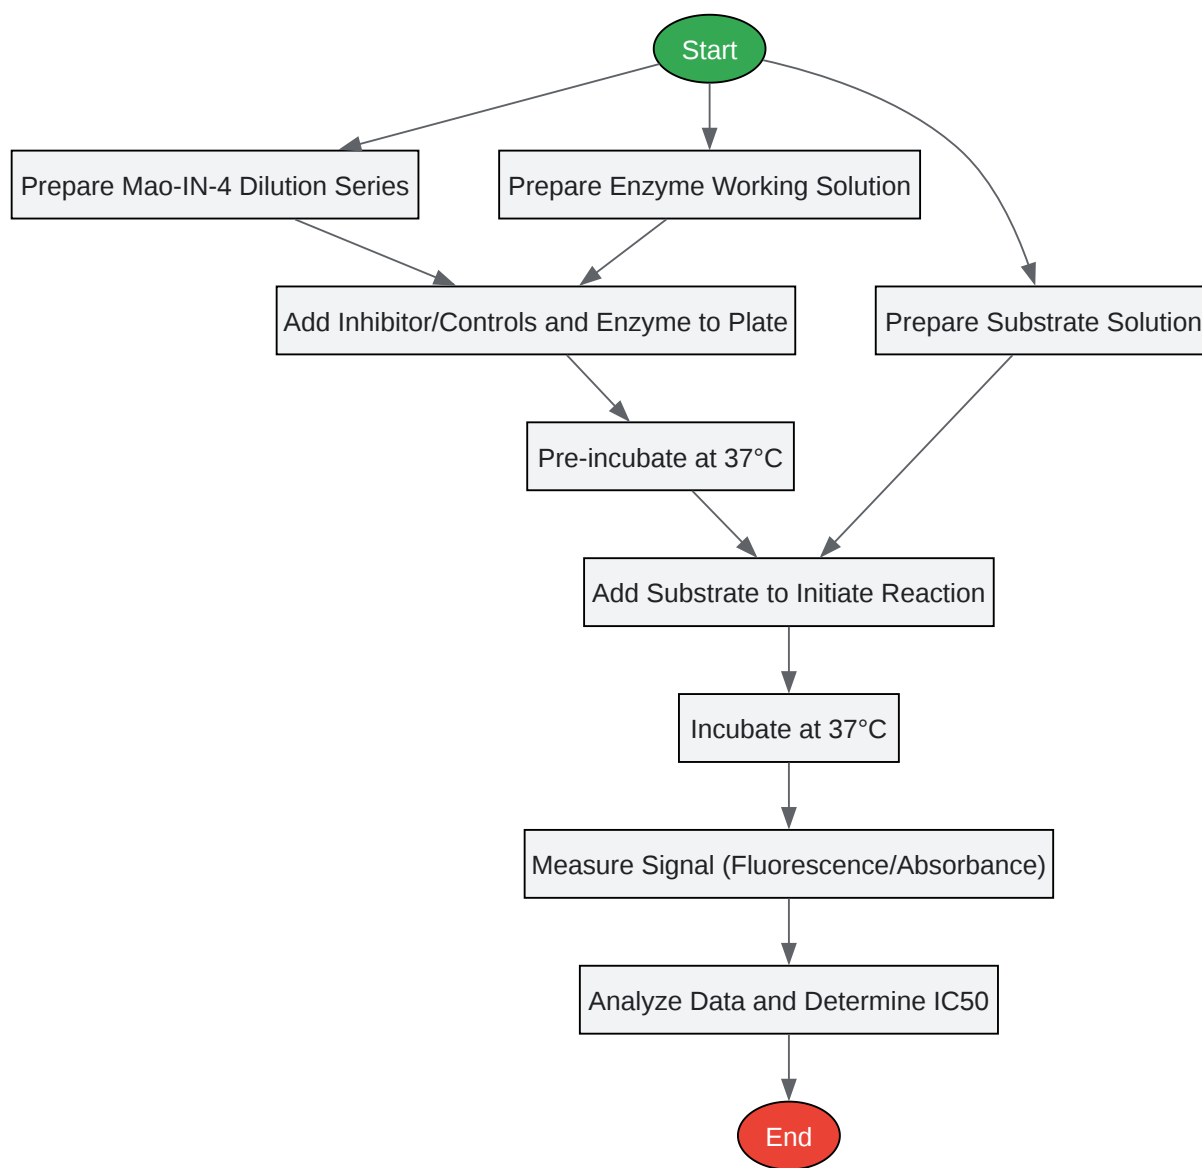 Start
Prepare Mao-IN-4 Dilution Series
Prepare Enzyme Working Solution
Add Inhibitor/Controls and Enzyme to Plate
Prepare Substrate Solution
Pre-incubate at 37°C
Add Substrate to Initiate Reaction
Incubate at 37°C
Measure Signal (Fluorescence/Absorbance)
Analyze Data and Determine IC50
End